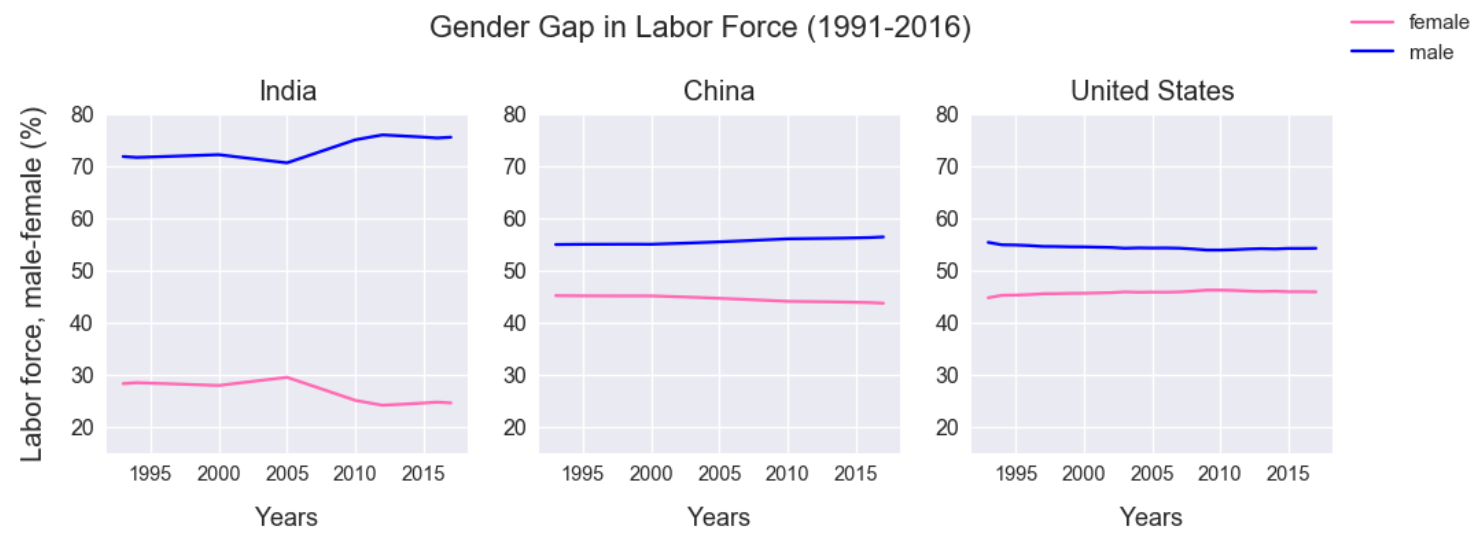 Gender Gap in Labor Force (1991-2016)
female
male
India
China
United States
Labor force, male-female (%)
80
70
60
50
40
30
20
1995 2000 2005 2010 2015
Years
80
70
60
50
40
30
20
1995 2000 2005 2010 2015
Years
80
70
60
50
40
30
20
1995 2000 2005 2010 2015
Years